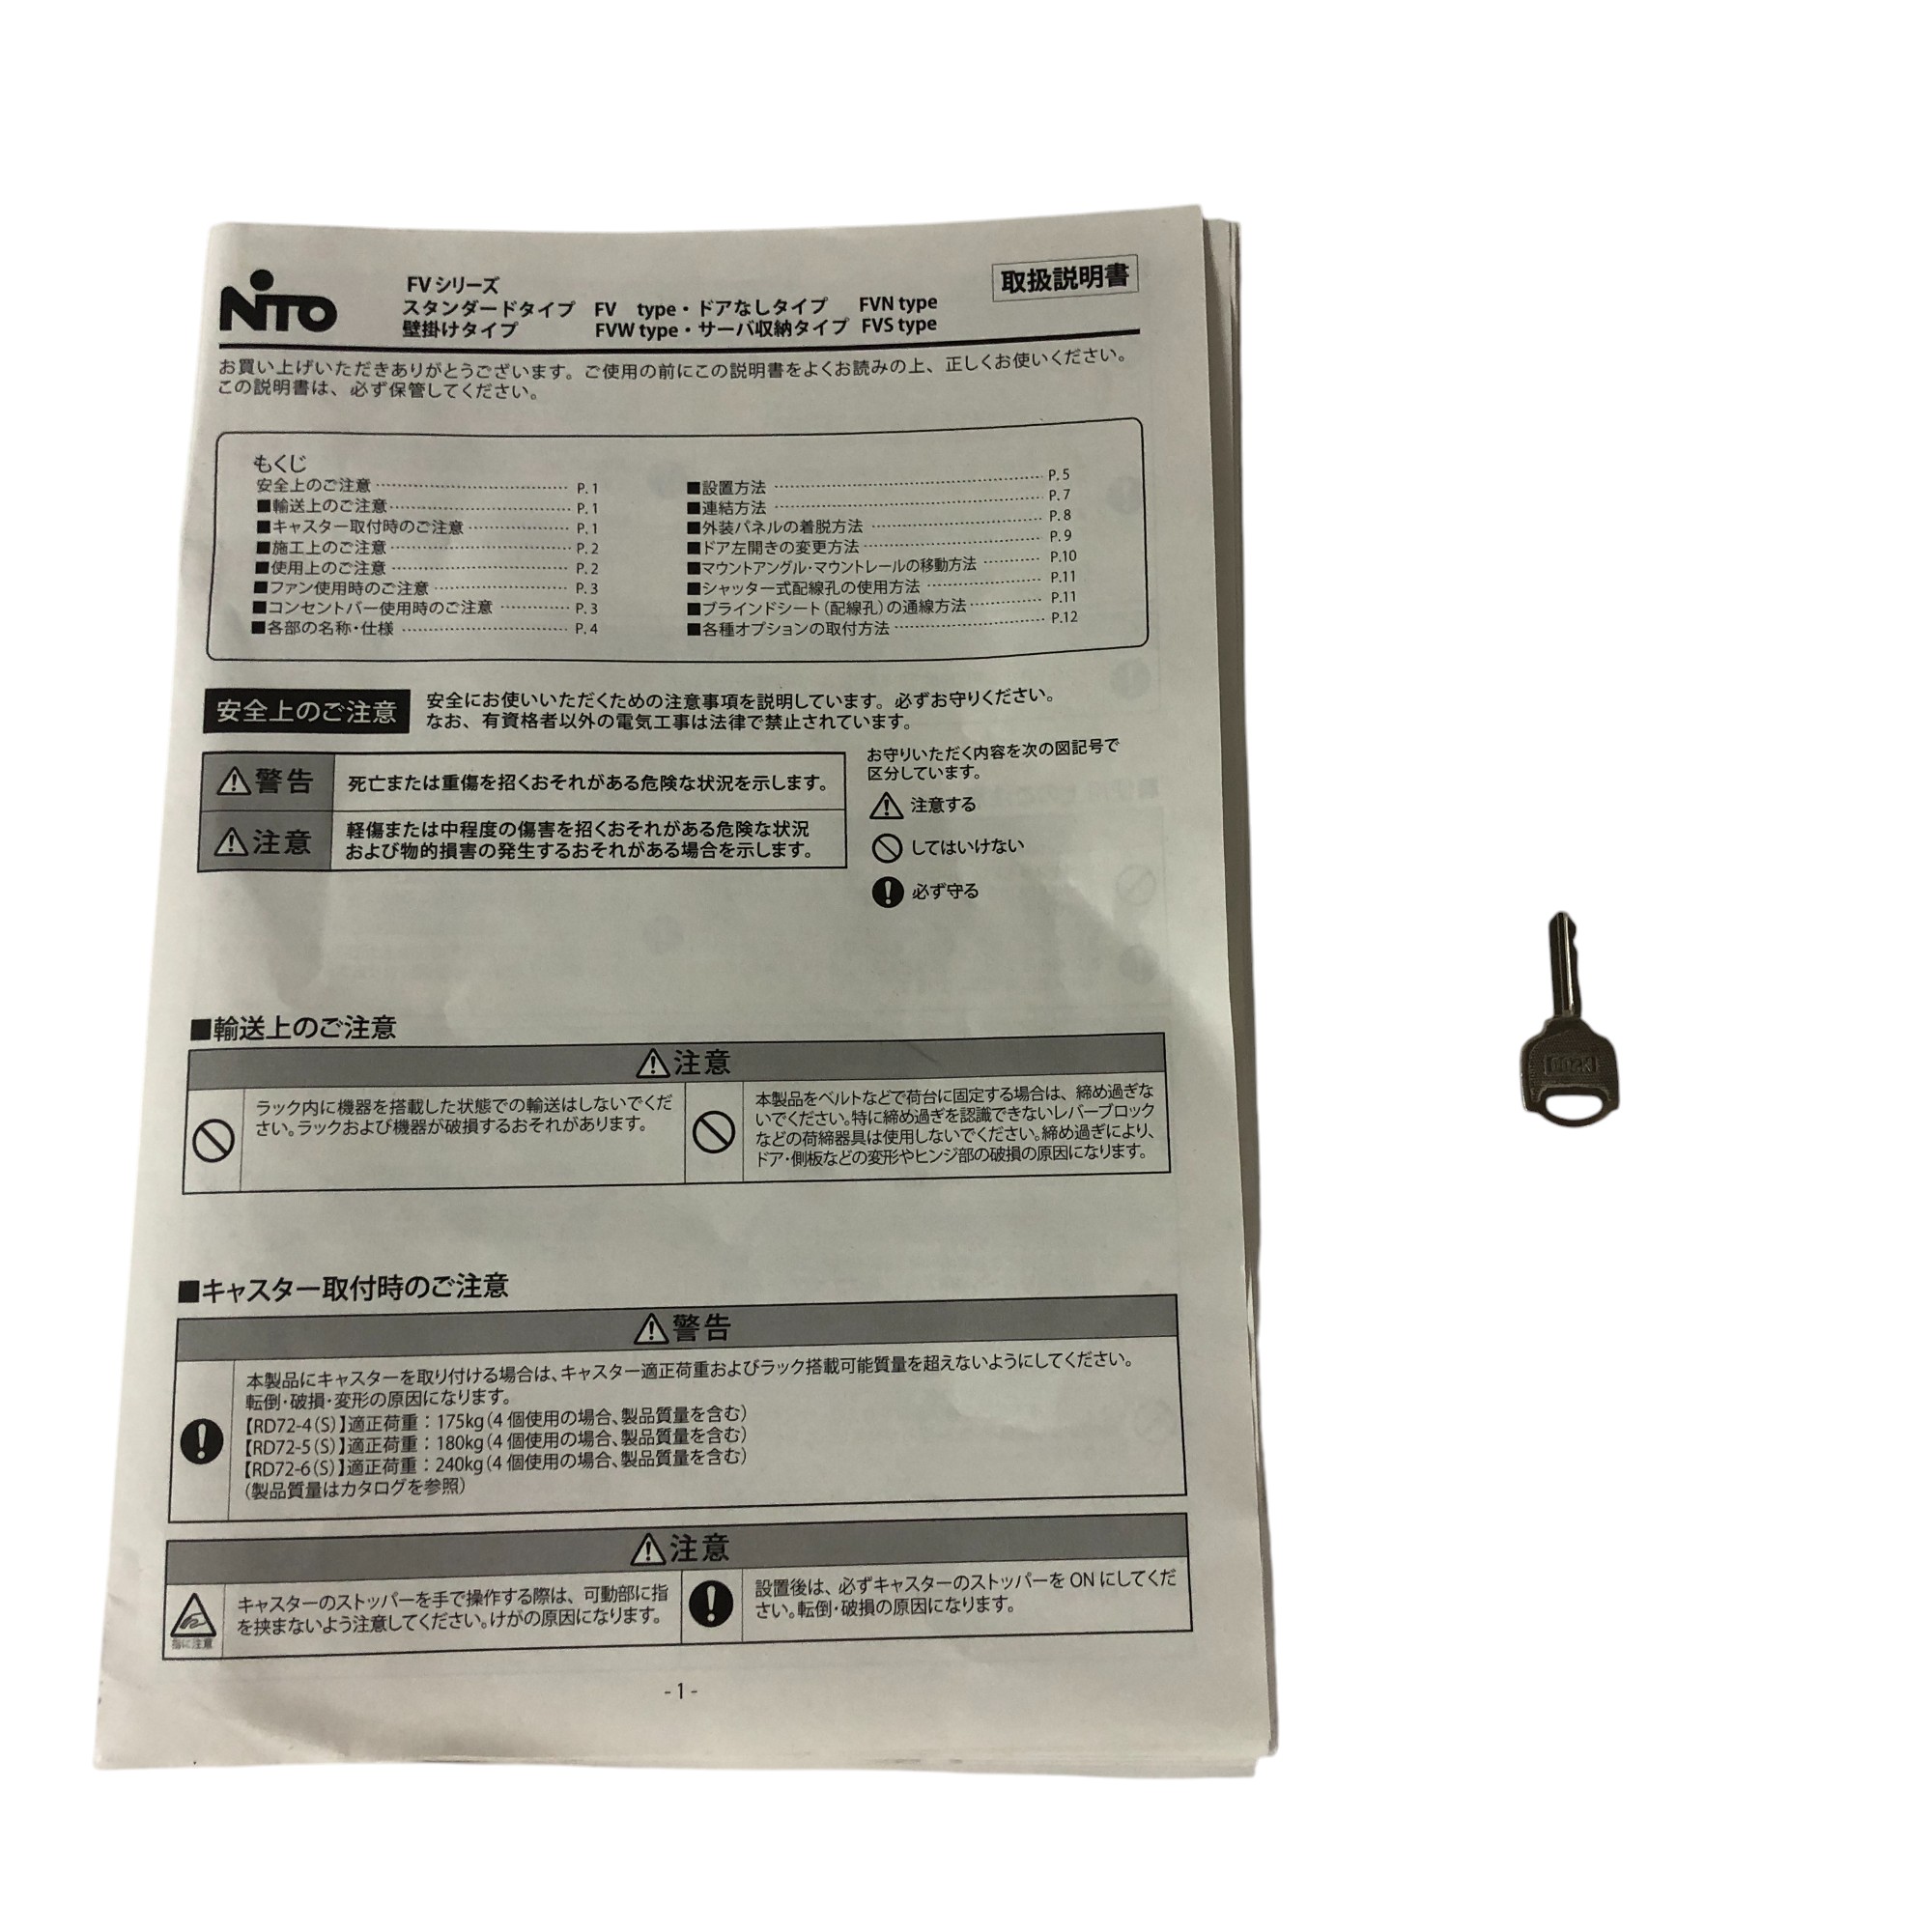 NiTO
FVシリーズ
スタンダードタイプ FV type・ドアなしタイプ FVN type
壁掛けタイプ FVW type・サーバ収納タイプ FVS type
取扱説明書
お買い上げいただきありがとうございます。ご使用の前にこの説明書をよくお読みの上、正しくお使いください。
この説明書は、必ず保管してください。
もくじ
安全上のご注意 P. 1
■輸送上のご注意 P. 1
■キャスター取付時のご注意 P. 1
■施工上のご注意 P. 2
■使用上のご注意 P. 2
■ファン使用時のご注意 P. 3
■コンセントバー使用時のご注意 P. 3
■各部の名称・仕様 P. 4
■設置方法 P. 5
■連結方法 P. 7
■外装パネルの着脱方法 P. 8
■ドア左開きの変更方法 P. 9
■マウントアングル・マウントレールの移動方法 P.10
■シャッター式配線孔の使用方法 P.11
■ブラインドシート(配線孔)の通線方法 P.11
■各種オプションの取付方法 P.12
安全上のご注意
安全にお使いいただくための注意事項を説明しています。必ずお守りください。
なお、有資格者以外の電気工事は法律で禁止されています。
警告 死亡または重傷を招くおそれがある危険な状況を示します。
注意 軽傷または中程度の傷害を招くおそれがある危険な状況
および物的損害の発生するおそれがある場合を示します。
お守りいただく内容を次の図記号で
区分しています。
注意する
してはいけない
必ず守る
■輸送上のご注意
注意
ラック内に機器を搭載した状態での輸送はしないでくだ
さい。ラックおよび機器が破損するおそれがあります。
本製品をベルトなどで荷台に固定する場合は、締め過ぎな
いでください。特に締め過ぎを認識できないレバーブロック
などの荷締器具は使用しないでください。締め過ぎにより、
ドア・側板などの変形やヒンジ部の破損の原因になります。
■キャスター取付時のご注意
警告
本製品にキャスターを取り付ける場合は、キャスター適正荷重およびラック搭載可能質量を超えないようにしてください。
転倒・破損・変形の原因になります。
【RD72-4(S)】適正荷重:175kg(4個使用の場合、製品質量を含む)
【RD72-5(S)】適正荷重:180kg(4個使用の場合、製品質量を含む)
【RD72-6(S)】適正荷重:240kg(4個使用の場合、製品質量を含む)
(製品質量はカタログを参照)
注意
指に注意
キャスターのストッパーを手で操作する際は、可動部に指
を挟まないよう注意してください。けがの原因になります。
設置後は、必ずキャスターのストッパーを ON にしてくだ
さい。転倒・破損の原因になります。
- 1 -